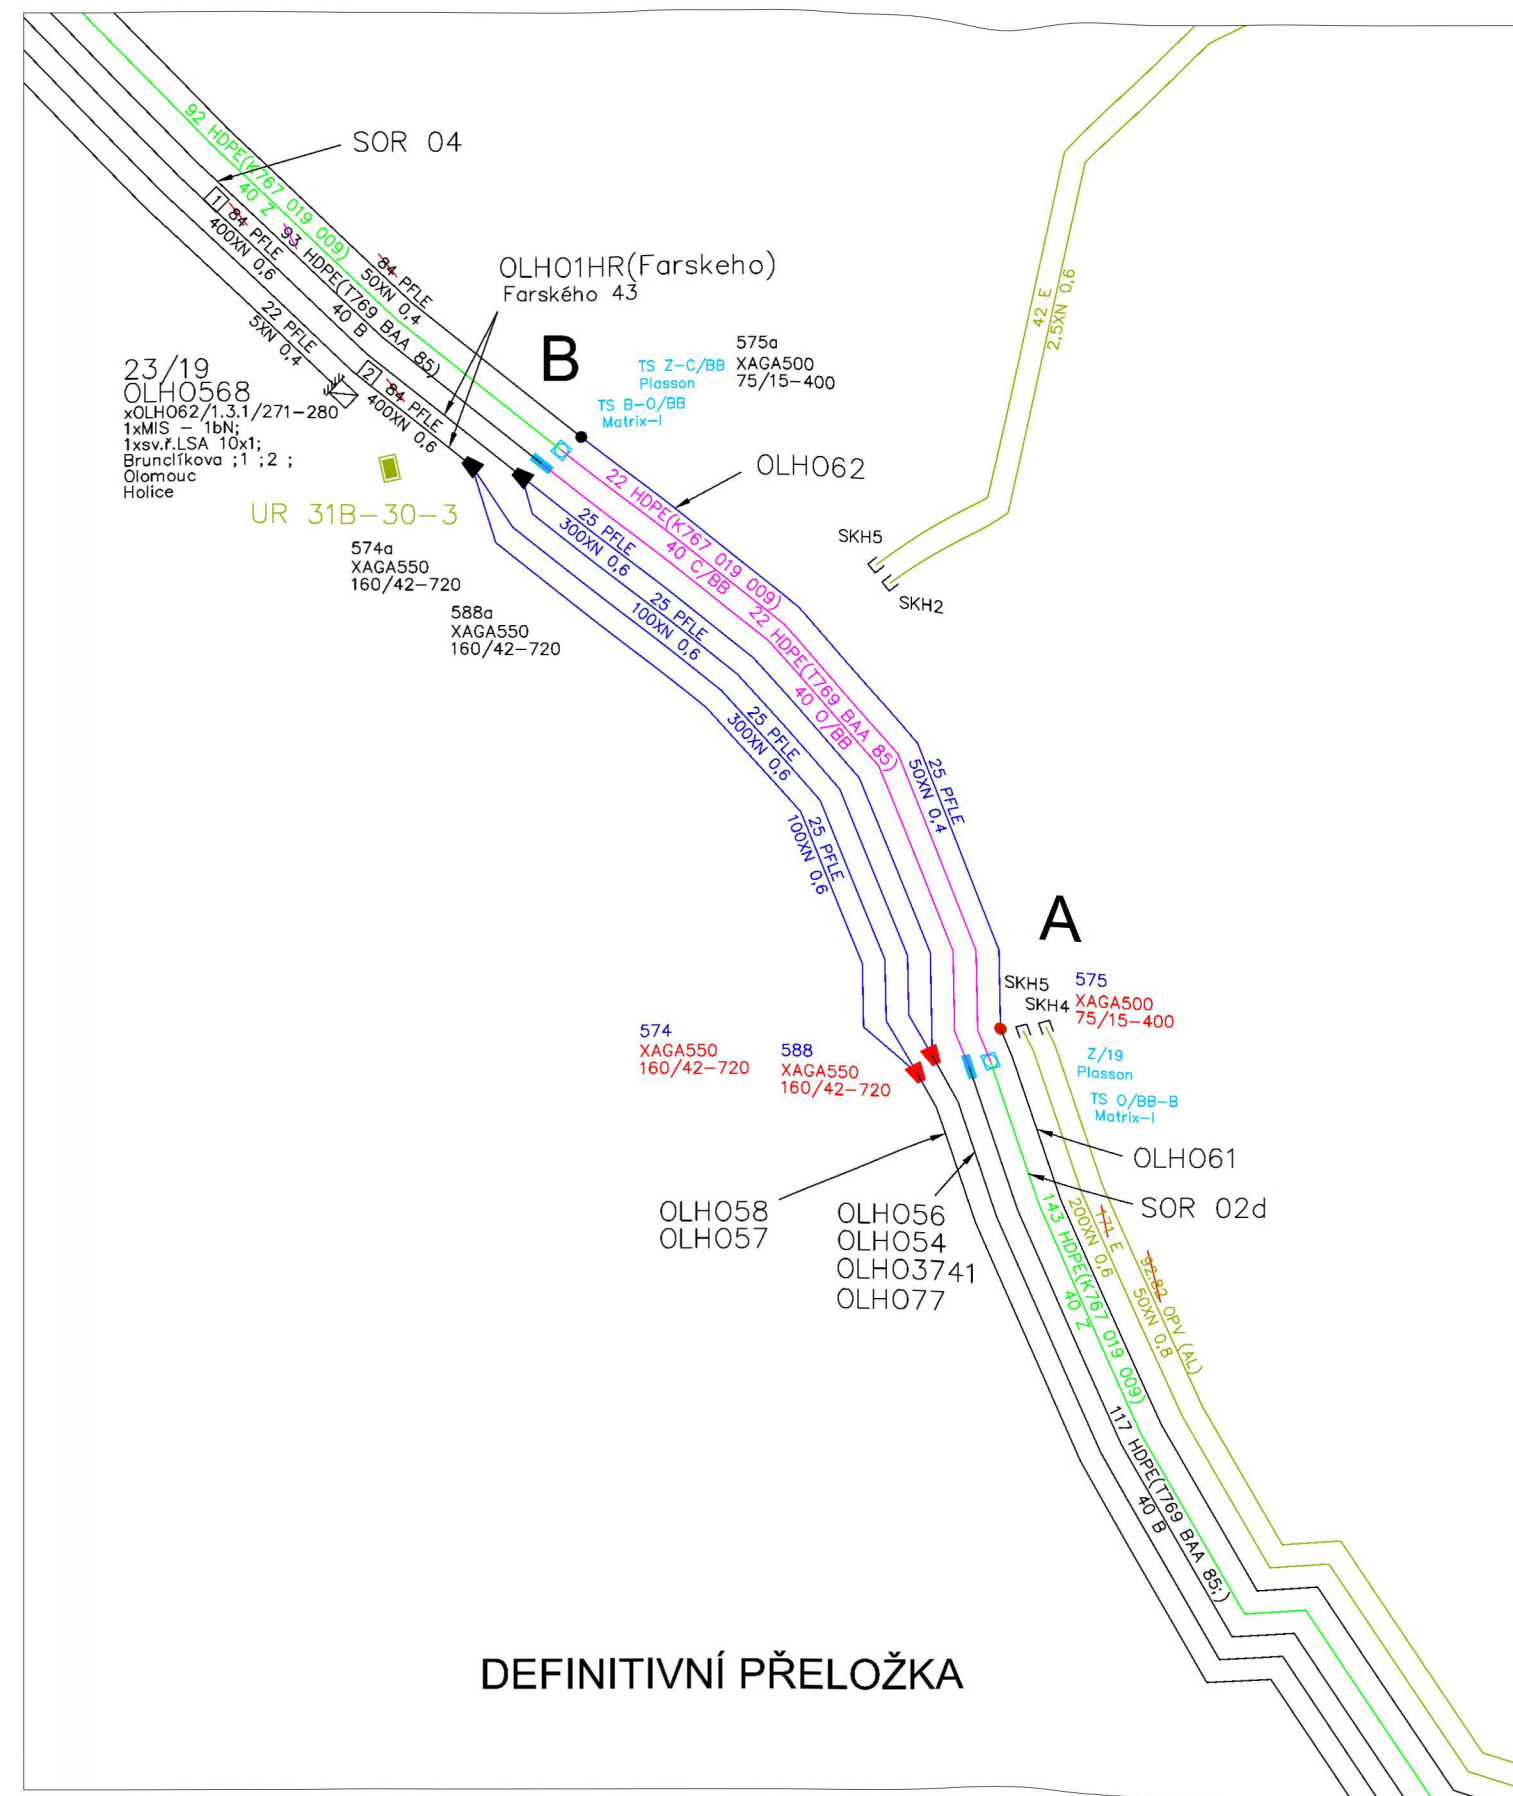 SOR 04
92 HDPE(K767 019 009)
40 Z
84 PFLE
50XN 0,4
1
84 PFLE
400XN 0,6
93 HDPE(T769 BAA 85)
40 B
22 PFLE
5XN 0,4
2
84 PFLE
400XN 0,6
OLHO1HR(Farskeho)
Farského 43
42 E
2,5XN 0,6
B
575a
XAGA500
75/15-400
TS Z-C/BB
Plasson
TS B-O/BB
Matrix-I
23/19
OLHO568
xOLHO62/1.3.1/271-280
1xMIS - 1bN;
1xsv.ř.LSA 10x1;
Brunclíkova ;1 ;2 ;
Olomouc
Holice
UR 31B-30-3
574a
XAGA550
160/42-720
588a
XAGA550
160/42-720
OLHO62
SKH5
SKH2
22 HDPE(K767 019 009)
40 C/BB
25 PFLE
300XN 0,6
25 PFLE
100XN 0,6
22 HDPE(T769 BAA 85)
40 O/BB
25 PFLE
300XN 0,6
25 PFLE
50XN 0,4
25 PFLE
100XN 0,6
A
SKH5
SKH4
575
XAGA500
75/15-400
574
XAGA550
160/42-720
588
XAGA550
160/42-720
Z/19
Plasson
TS O/BB-B
Matrix-I
OLHO61
SOR 02d
OLHO58
OLHO57
OLHO56
OLHO54
OLHO3741
OLHO77
171 E
200XN 0,6
143 HDPE(K767 019 009)
40 Z
92.82 OPV (AL)
50XN 0,8
117 HDPE(T769 BAA 85;)
40 B
DEFINITIVNÍ PŘELOŽKA